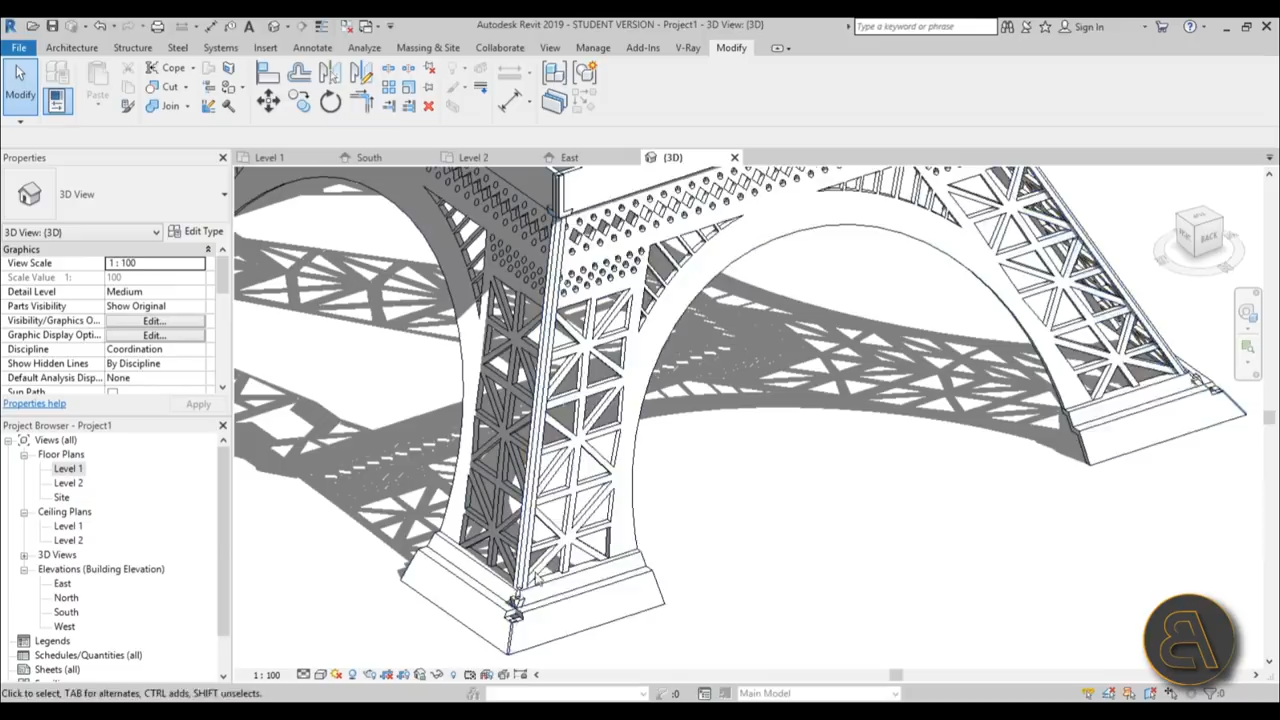 Autodesk Revit 2019 - STUDENT VERSION - Project1 - 3D View: {3D}
Type a keyword or phrase
Sign In
File Architecture Structure Steel Systems Insert Annotate Analyze Massing & Site Collaborate View Manage Add-Ins V-Ray Modify
Modify
Paste
Cope
Cut
Join
Properties
Level 1 South Level 2 East {3D}
3D View
3D View: {3D} Edit Type
Graphics
View Scale 1 : 100
Scale Value 1: 100
Detail Level Medium
Parts Visibility Show Original
Visibility/Graphics O... Edit...
Graphic Display Opti... Edit...
Discipline Coordination
Show Hidden Lines By Discipline
Default Analysis Disp... None
Sun Path
Properties help Apply
Project Browser - Project1
Views (all)
Floor Plans
Level 1
Level 2
Site
Ceiling Plans
Level 1
Level 2
3D Views
Elevations (Building Elevation)
East
North
South
West
Legends
Schedules/Quantities (all)
Sheets (all)
BACK
1 : 100
Click to select, TAB for alternates, CTRL adds, SHIFT unselects.
:0
Main Model
:0